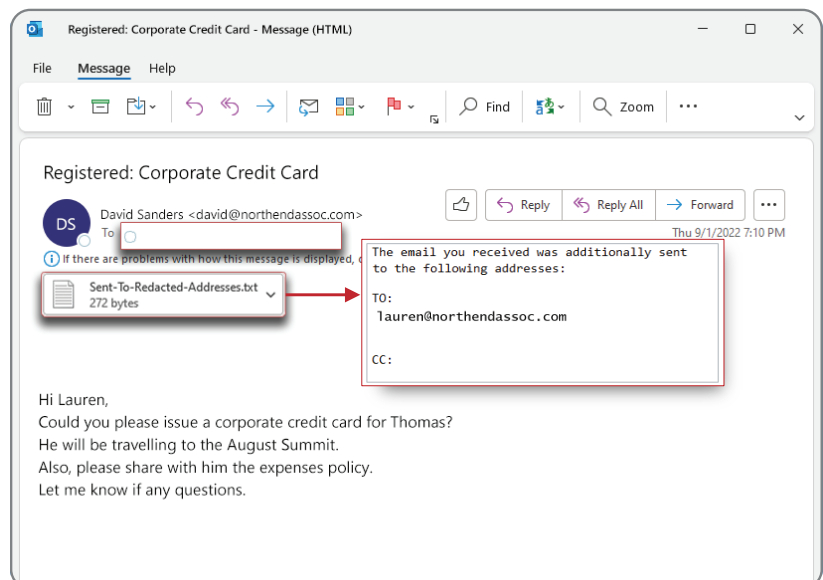 Registered: Corporate Credit Card - Message (HTML)
File Message Help
Find Zoom
Registered: Corporate Credit Card
DS
David Sanders <david@northendassoc.com>
To
Reply Reply All Forward
Thu 9/1/2022 7:10 PM
If there are problems with how this message is displayed,
Sent-To-Redacted-Addresses.txt
272 bytes
The email you received was additionally sent
to the following addresses:
TO:
lauren@northendassoc.com
CC:
Hi Lauren,
Could you please issue a corporate credit card for Thomas?
He will be travelling to the August Summit.
Also, please share with him the expenses policy.
Let me know if any questions.